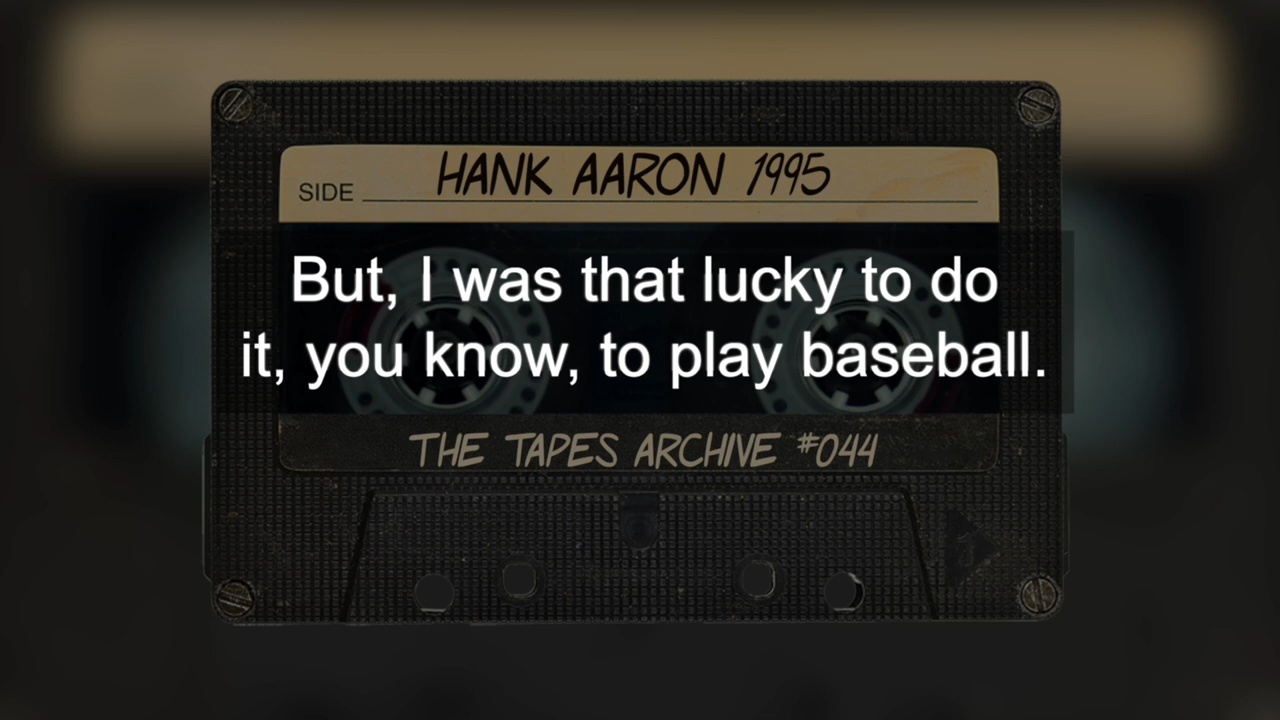 HANK AARON 1995
SIDE
But, I was that lucky to do
it, you know, to play baseball.
THE TAPES ARCHIVE #044